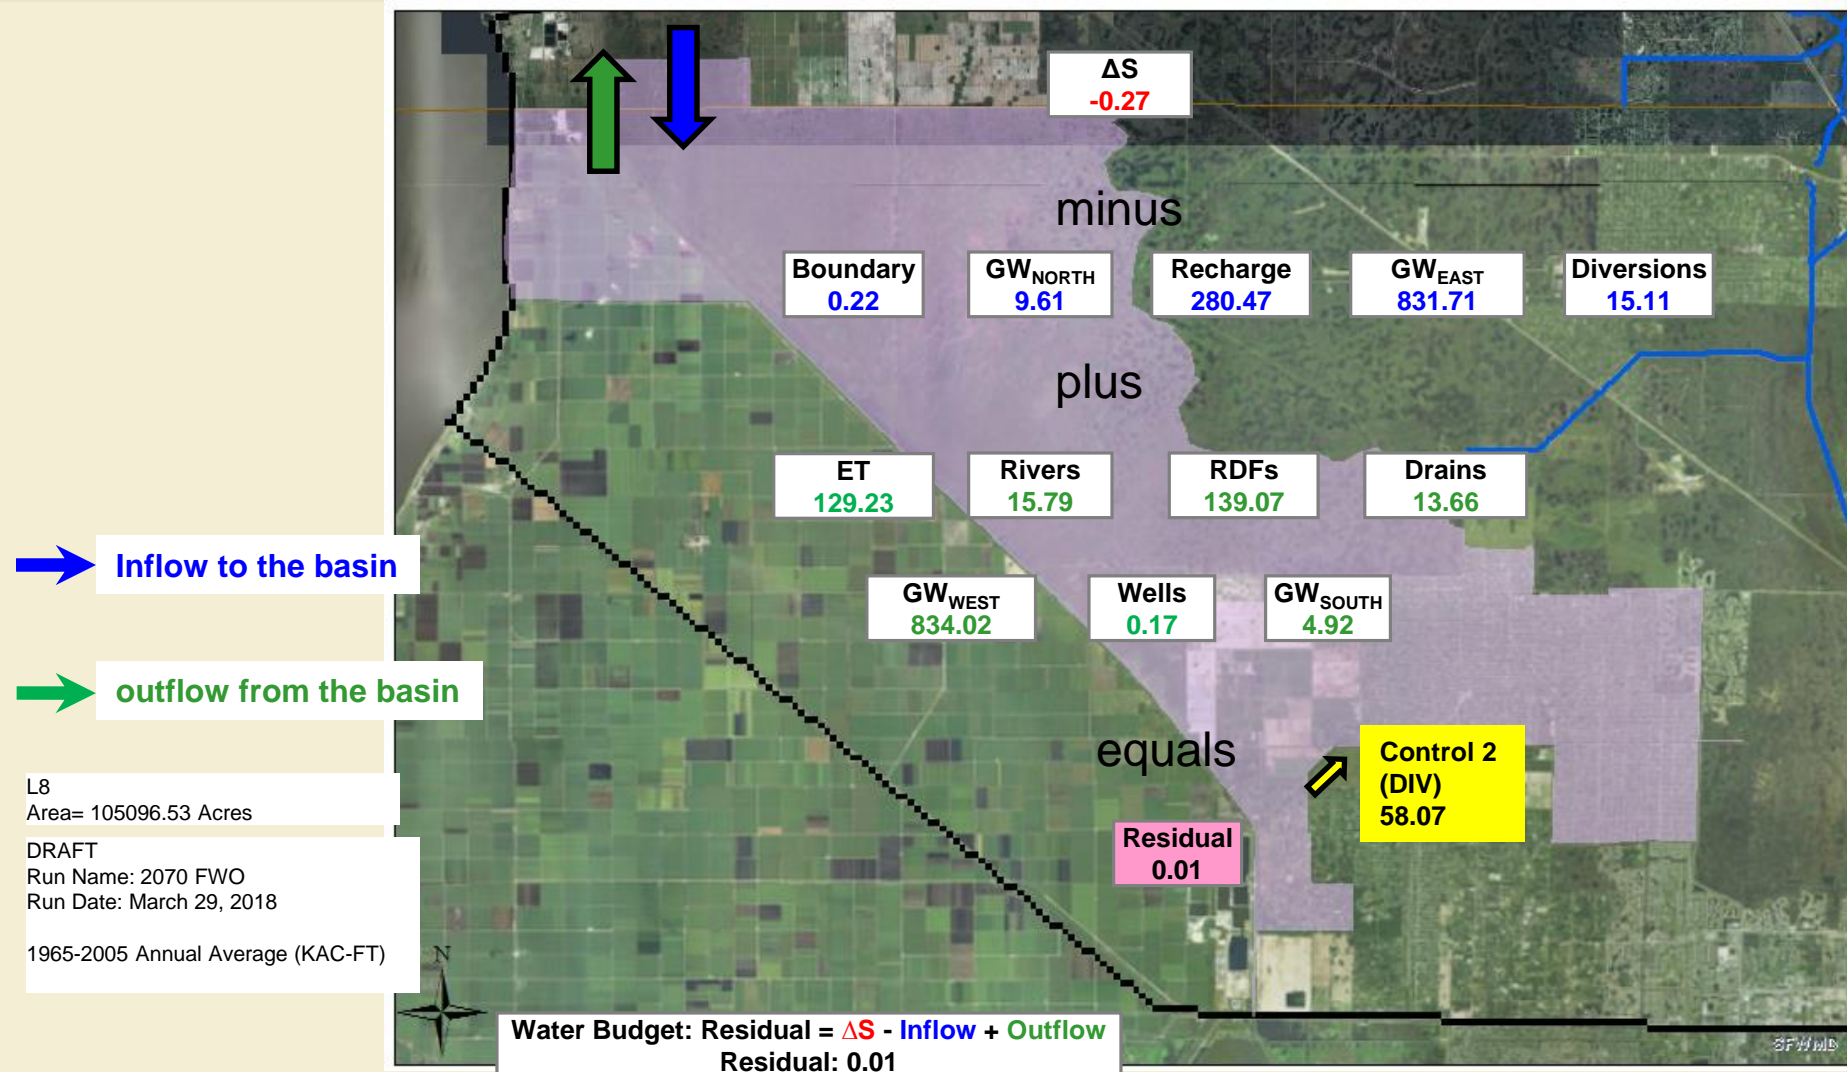 ΔS
-0.27
minus
Boundary
0.22
GW_NORTH
9.61
Recharge
280.47
GW_EAST
831.71
Diversions
15.11
plus
ET
129.23
Rivers
15.79
RDFs
139.07
Drains
13.66
Inflow to the basin
GW_WEST
834.02
Wells
0.17
GW_SOUTH
4.92
outflow from the basin
equals
Control 2
(DIV)
58.07
L8
Area= 105096.53 Acres
Residual
0.01
DRAFT
Run Name: 2070 FWO
Run Date: March 29, 2018
1965-2005 Annual Average (KAC-FT)
N
Water Budget: Residual = ΔS - Inflow + Outflow
Residual: 0.01
SFWMD